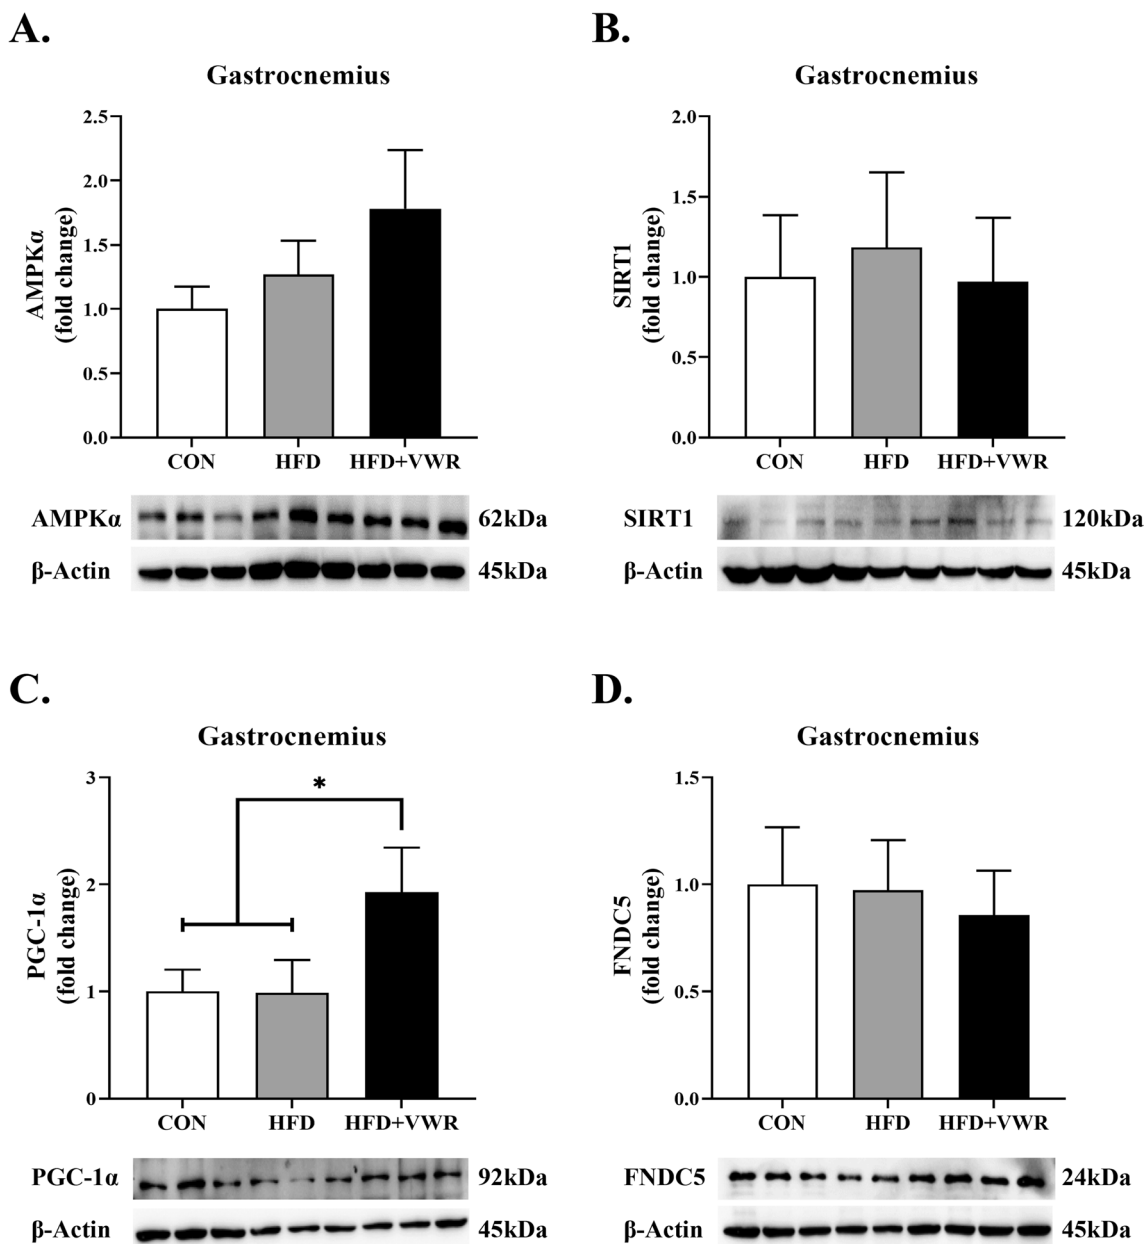 A.
Gastrocnemius
AMPKα
(fold change)
2.5
2.0
1.5
1.0
0.5
0.0
CON HFD HFD+VWR
AMPKα 62kDa
β-Actin 45kDa
B.
Gastrocnemius
SIRT1
(fold change)
2.0
1.5
1.0
0.5
0.0
CON HFD HFD+VWR
SIRT1 120kDa
β-Actin 45kDa
C.
Gastrocnemius
PGC-1α
(fold change)
3
2
1
0
*
CON HFD HFD+VWR
PGC-1α 92kDa
β-Actin 45kDa
D.
Gastrocnemius
FNDC5
(fold change)
1.5
1.0
0.5
0.0
CON HFD HFD+VWR
FNDC5 24kDa
β-Actin 45kDa